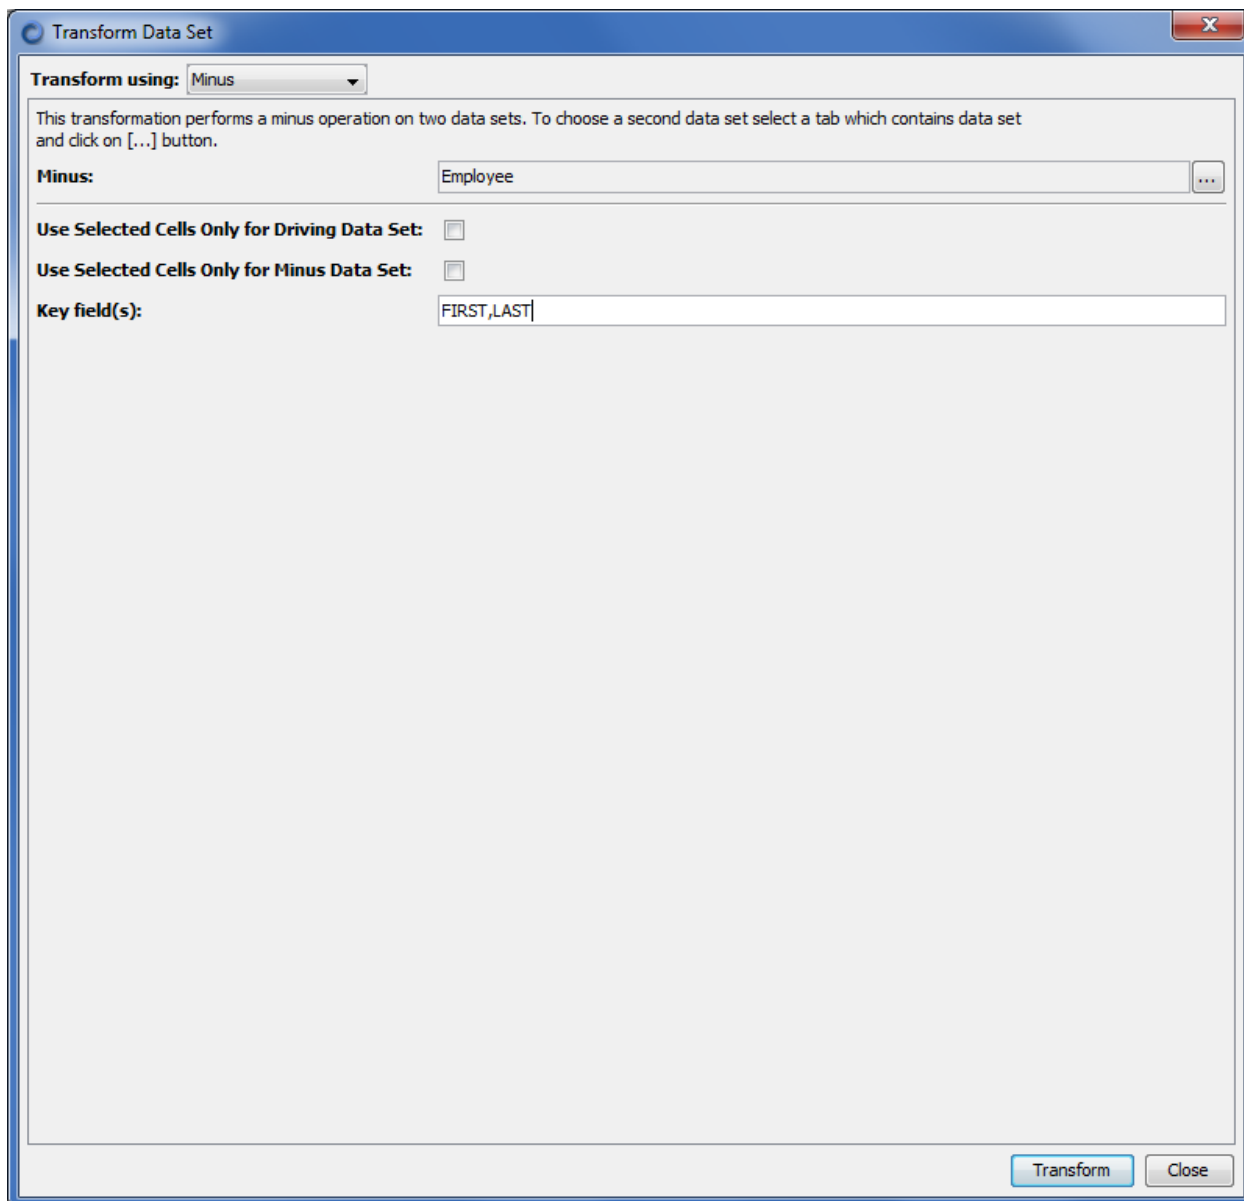 Transform Data Set
Transform using: Minus
This transformation performs a minus operation on two data sets. To choose a second data set select a tab which contains data set
and click on [...] button.
Minus: Employee ...
Use Selected Cells Only for Driving Data Set:
Use Selected Cells Only for Minus Data Set:
Key field(s): FIRST,LAST
Transform Close